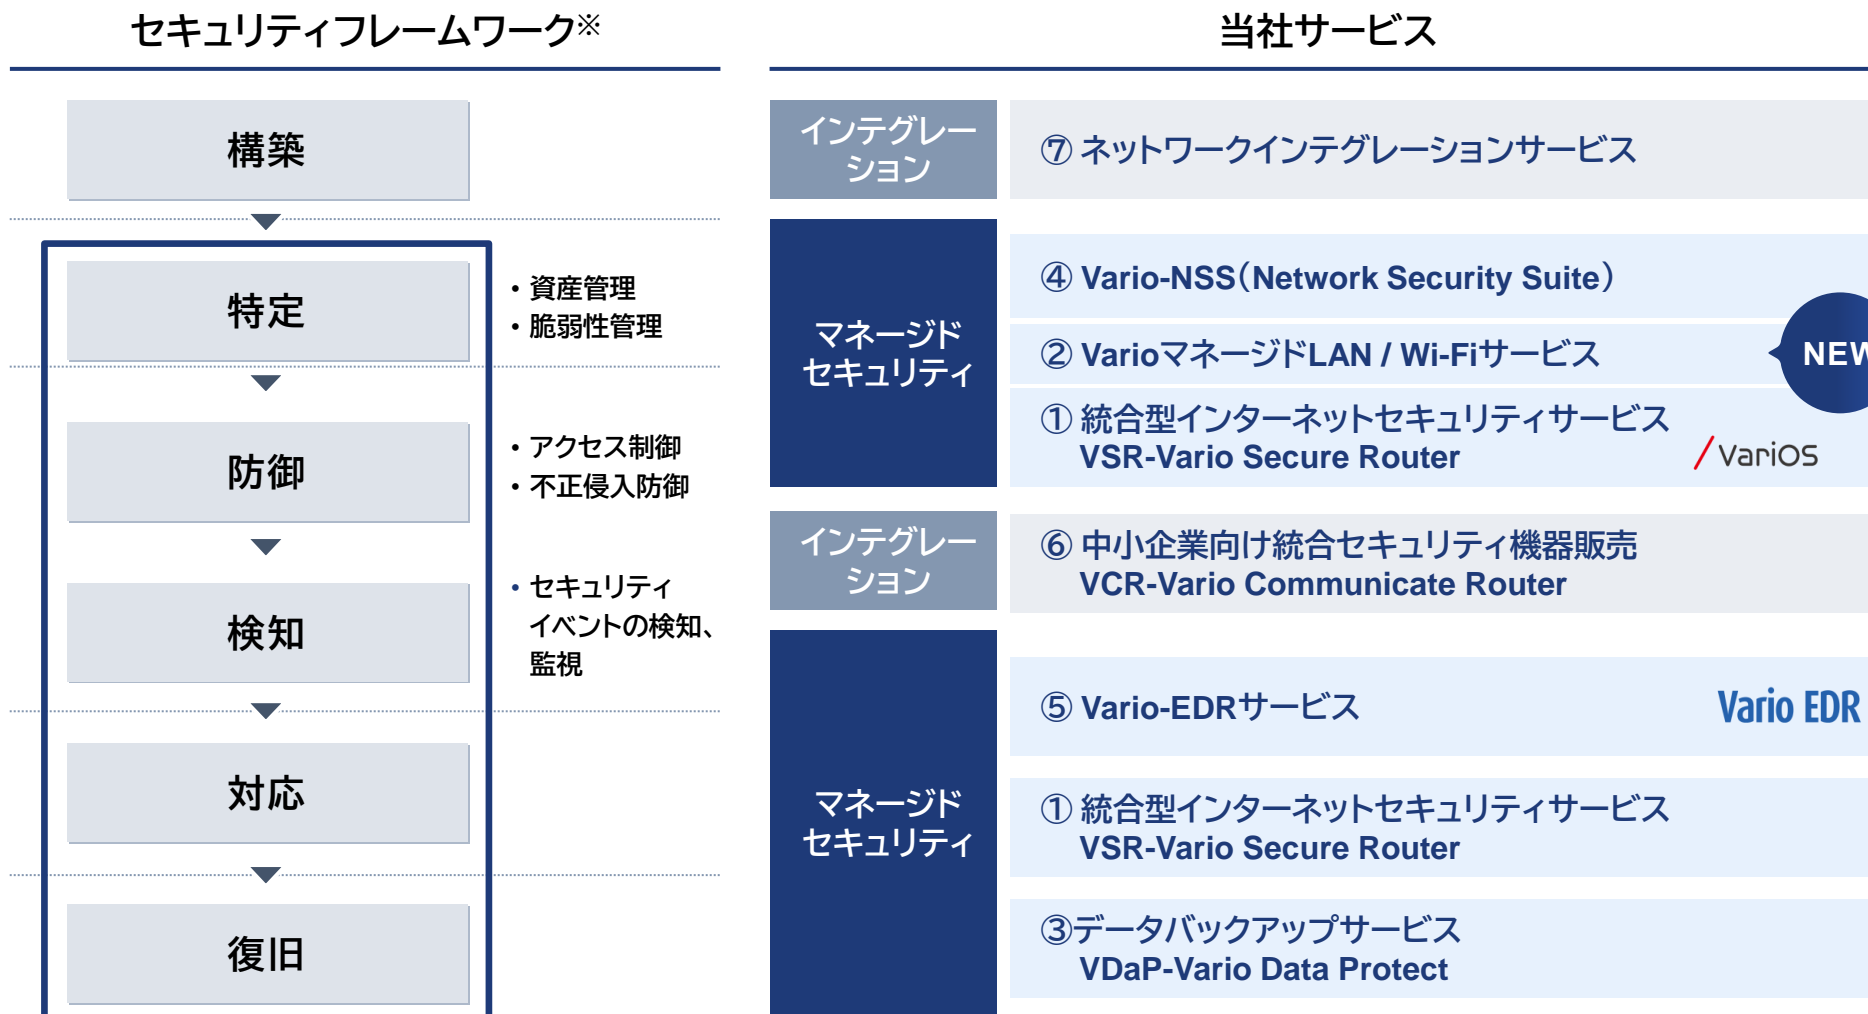 セキュリティフレームワーク※
構築
特定
・資産管理
・脆弱性管理
防御
・アクセス制御
・不正侵入防御
検知
・セキュリティ
イベントの検知、
監視
対応
復旧
当社サービス
インテグレー
ション
⑦ ネットワークインテグレーションサービス
マネージド
セキュリティ
④ Vario-NSS（Network Security Suite）
② VarioマネージドLAN / Wi-Fiサービス
NEW
① 統合型インターネットセキュリティサービス
VSR-Vario Secure Router
VariOS
インテグレー
ション
⑥ 中小企業向け統合セキュリティ機器販売
VCR-Vario Communicate Router
マネージド
セキュリティ
⑤ Vario-EDRサービス
Vario EDR
① 統合型インターネットセキュリティサービス
VSR-Vario Secure Router
③データバックアップサービス
VDaP-Vario Data Protect